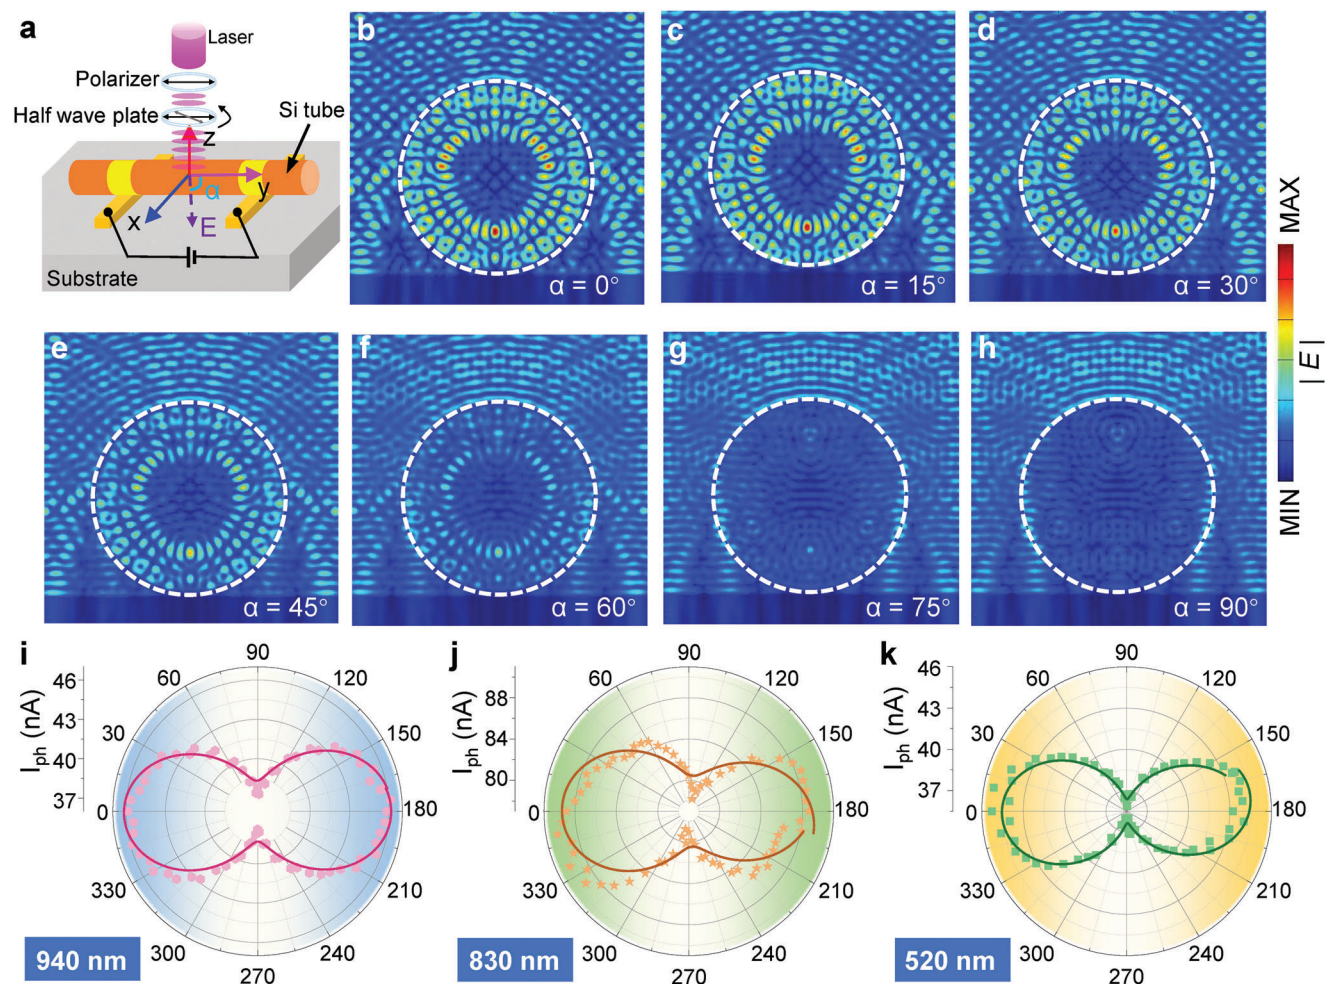 a
Laser
Polarizer
Half wave plate
Si tube
z
α
y
x
E
Substrate
b
α = 0°
c
α = 15°
d
α = 30°
MAX
|E|
MIN
e
α = 45°
f
α = 60°
g
α = 75°
h
α = 90°
i
Iph (nA)
46
43
40
37
0
30
60
90
120
150
180
210
240
270
300
330
940 nm
j
Iph (nA)
88
84
80
0
30
60
90
120
150
180
210
240
270
300
330
830 nm
k
Iph (nA)
46
43
40
37
0
30
60
90
120
150
180
210
240
270
300
330
520 nm